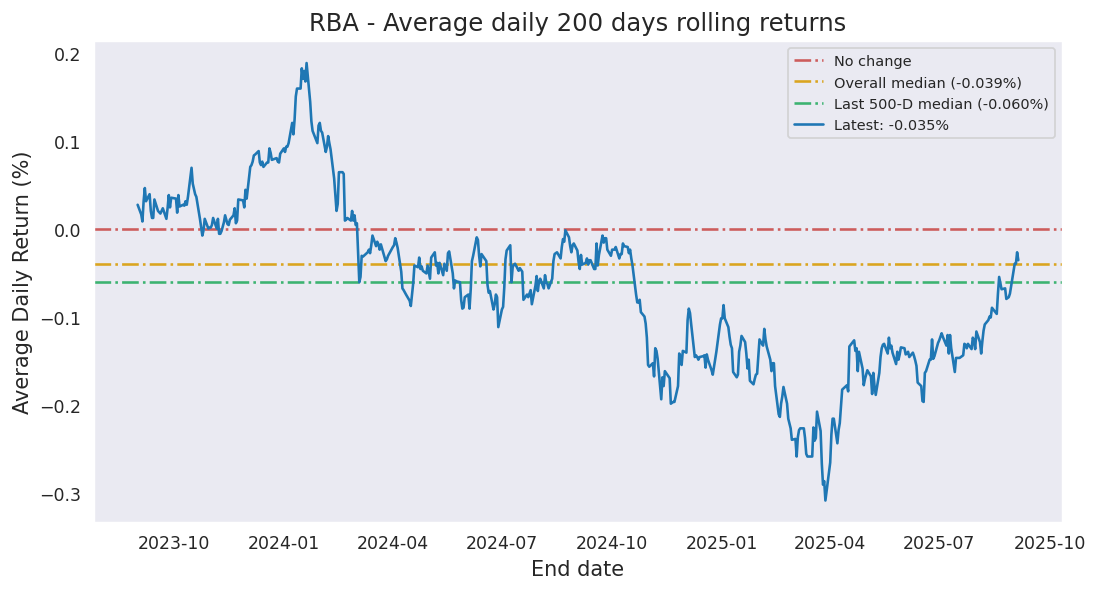 RBA - Average daily 200 days rolling returns
No change
Overall median (-0.039%)
Last 500-D median (-0.060%)
Latest: -0.035%
Average Daily Return (%)
0.2
0.1
0.0
−0.1
−0.2
−0.3
2023-10 2024-01 2024-04 2024-07 2024-10 2025-01 2025-04 2025-07 2025-10
End date